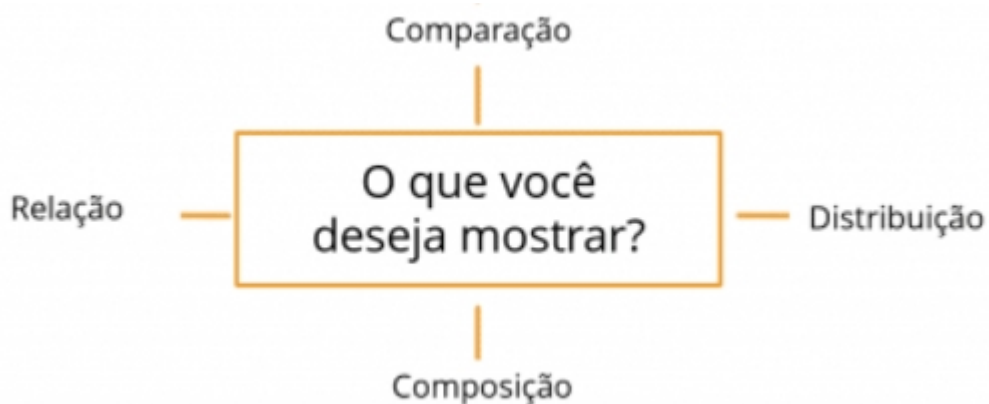 Comparação
O que você
deseja mostrar?
Relação
Distribuição
Composição